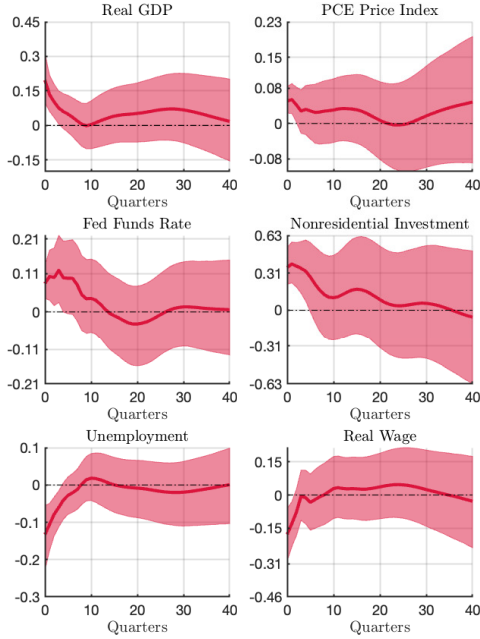 Real GDP
0.45
0.3
0.15
0
-0.15
0 10 20 30 40
Quarters
PCE Price Index
0.23
0.15
0.08
0
-0.08
0 10 20 30 40
Quarters
Fed Funds Rate
0.21
0.11
0
-0.11
-0.21
0 10 20 30 40
Quarters
Nonresidential Investment
0.63
0.31
0
-0.31
-0.63
0 10 20 30 40
Quarters
Unemployment
0.1
0
-0.1
-0.2
-0.3
0 10 20 30 40
Quarters
Real Wage
0.15
0
-0.15
-0.31
-0.46
0 10 20 30 40
Quarters